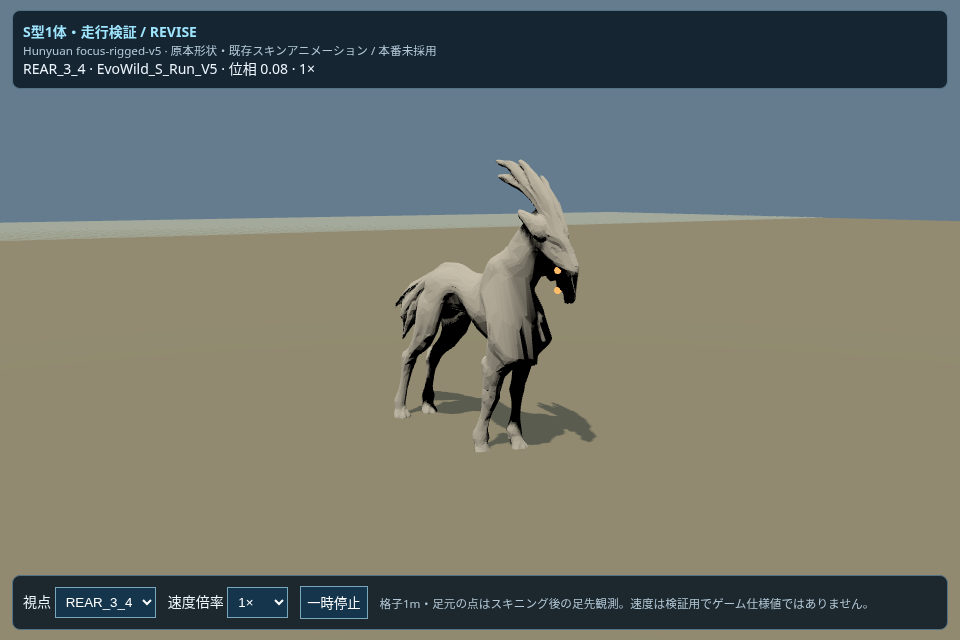 S型1体・走行検証 / REVISE
Hunyuan focus-rigged-v5 · 原本形状・既存スキンアニメーション / 本番未採用
REAR_3_4 · EvoWild_S_Run_V5 · 位相 0.08 · 1×
視点 REAR_3_4 速度倍率 1× 一時停止 格子1m・足元の点はスキニング後の足先観測。速度は検証用でゲーム仕様値ではありません。